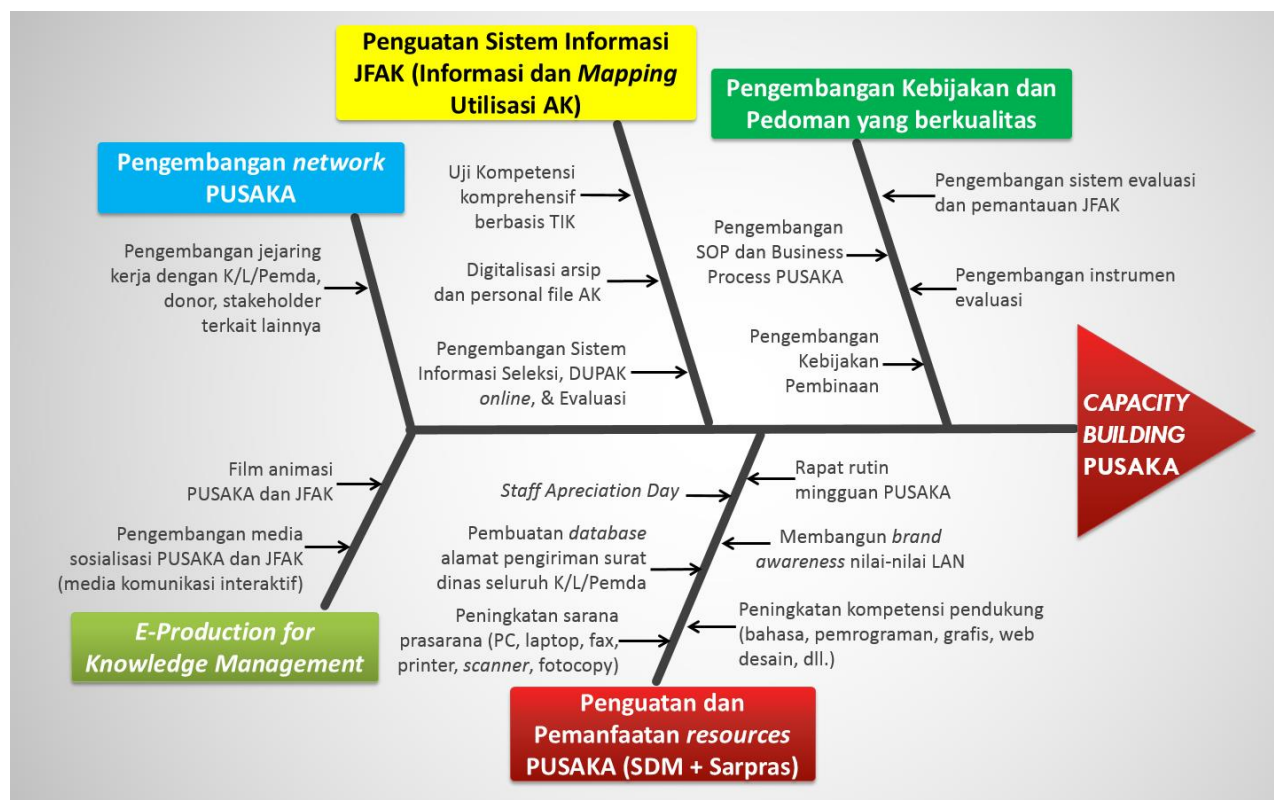 Penguatan Sistem Informasi
JFAK (Informasi dan Mapping
Utilisasi AK)
Pengembangan Kebijakan dan
Pedoman yang berkualitas
Pengembangan network
PUSAKA
Pengembangan jejaring
kerja dengan K/L/Pemda,
donor, stakeholder
terkait lainnya
Uji Kompetensi
komprehensif
berbasis TIK
Digitalisasi arsip
dan personal file AK
Pengembangan Sistem
Informasi Seleksi, DUPAK
online, & Evaluasi
Pengembangan
SOP dan Business
Process PUSAKA
Pengembangan
Kebijakan
Pembinaan
Pengembangan sistem evaluasi
dan pemantauan JFAK
Pengembangan instrumen
evaluasi
CAPACITY
BUILDING
PUSAKA
Film animasi
PUSAKA dan JFAK
Pengembangan media
sosialisasi PUSAKA dan JFAK
(media komunikasi interaktif)
E-Production for
Knowledge Management
Staff Apreciation Day
Pembuatan database
alamat pengiriman surat
dinas seluruh K/L/Pemda
Peningkatan sarana
prasarana (PC, laptop, fax,
printer, scanner, fotocopy)
Rapat rutin
mingguan PUSAKA
Membangun brand
awareness nilai-nilai LAN
Peningkatan kompetensi pendukung
(bahasa, pemrograman, grafis, web
desain, dll.)
Penguatan dan
Pemanfaatan resources
PUSAKA (SDM + Sarpras)